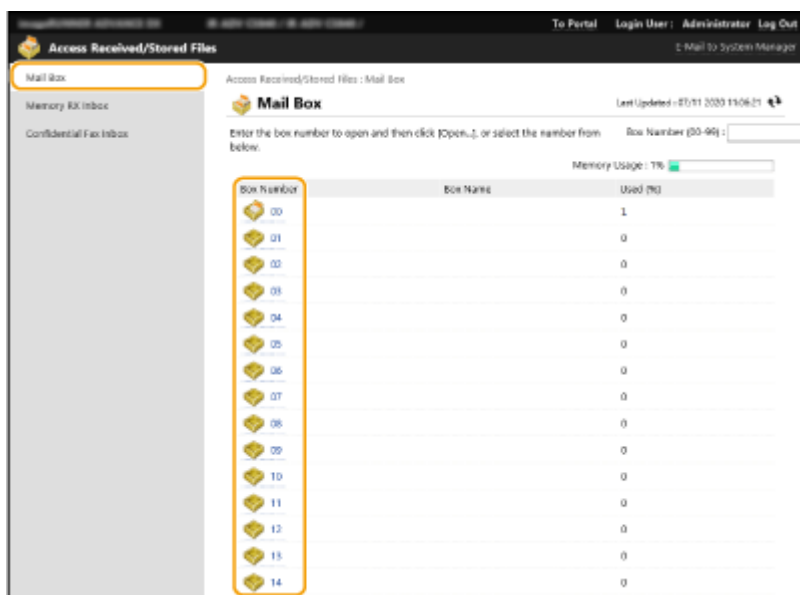 To Portal Login User : Administrator Log Out
Access Received/Stored Files
E-Mail to System Manager
Mail Box
Memory RX Inbox
Confidential Fax Inbox
Access Received/Stored Files : Mail Box
Mail Box
Last Updated : 07/11 2020 11:06:21
Enter the box number to open and then click [Open...], or select the number from below.
Box Number (00-99) :
Memory Usage : 1%
Box Number Box Name Used (%)
00 1
01 0
02 0
03 0
04 0
05 0
06 0
07 0
08 0
09 0
10 0
11 0
12 0
13 0
14 0